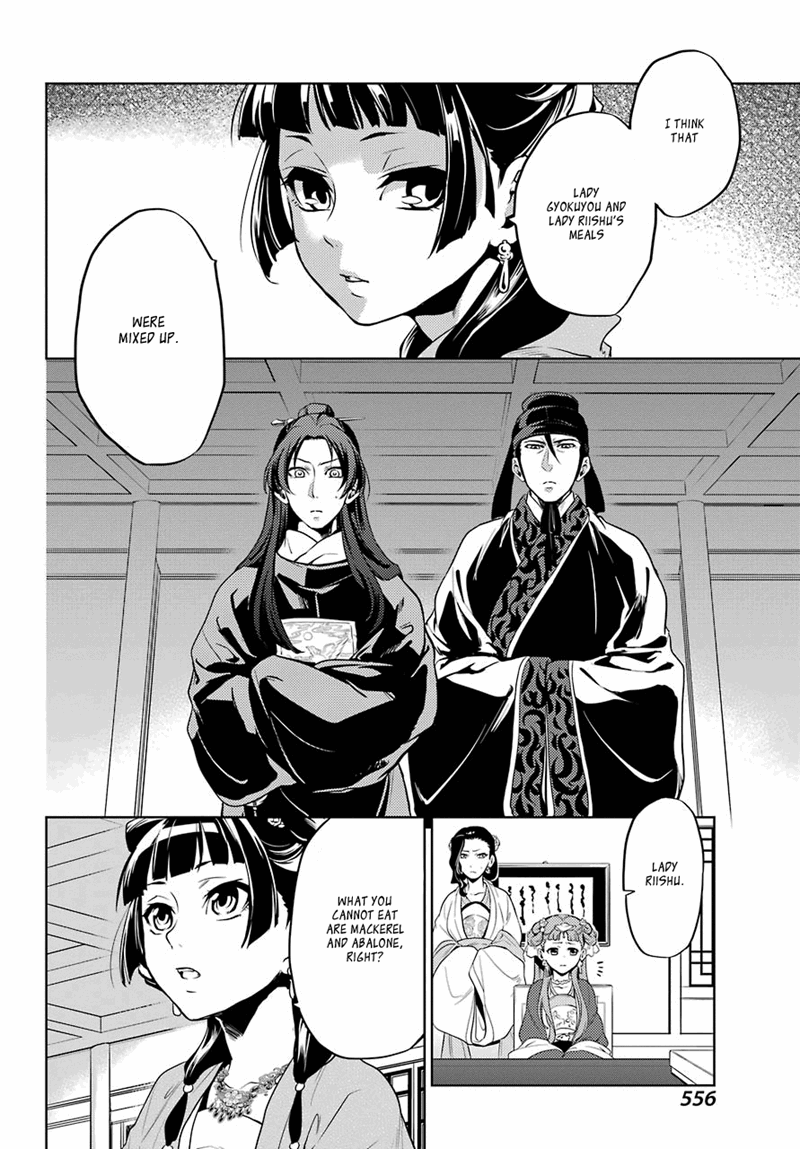 I THINK
THAT
LADY
GYOKUYOU AND
LADY RIISHU'S
MEALS
WERE
MIXED UP.
LADY
RIISHU.
WHAT YOU
CANNOT EAT
ARE MACKEREL
AND ABALONE,
RIGHT?
556